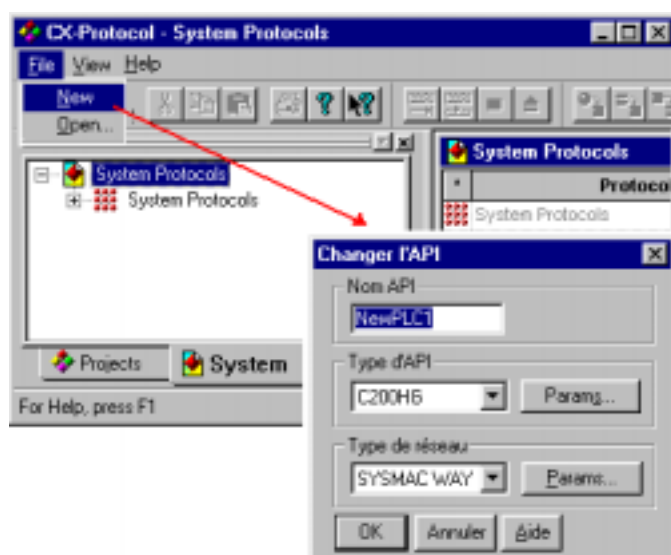 CX-Protocol - System Protocols
File View Help
New
Open...
System Protocols
System Protocols
Projects
System
For Help, press F1
System Protocols
*
Protocol
System Protocols
Changer l'API
Nom API
NewPLC1
Type d'API
C200HG
Params...
Type de réseau
SYSMAC WAY
Params...
OK Annuler Aide